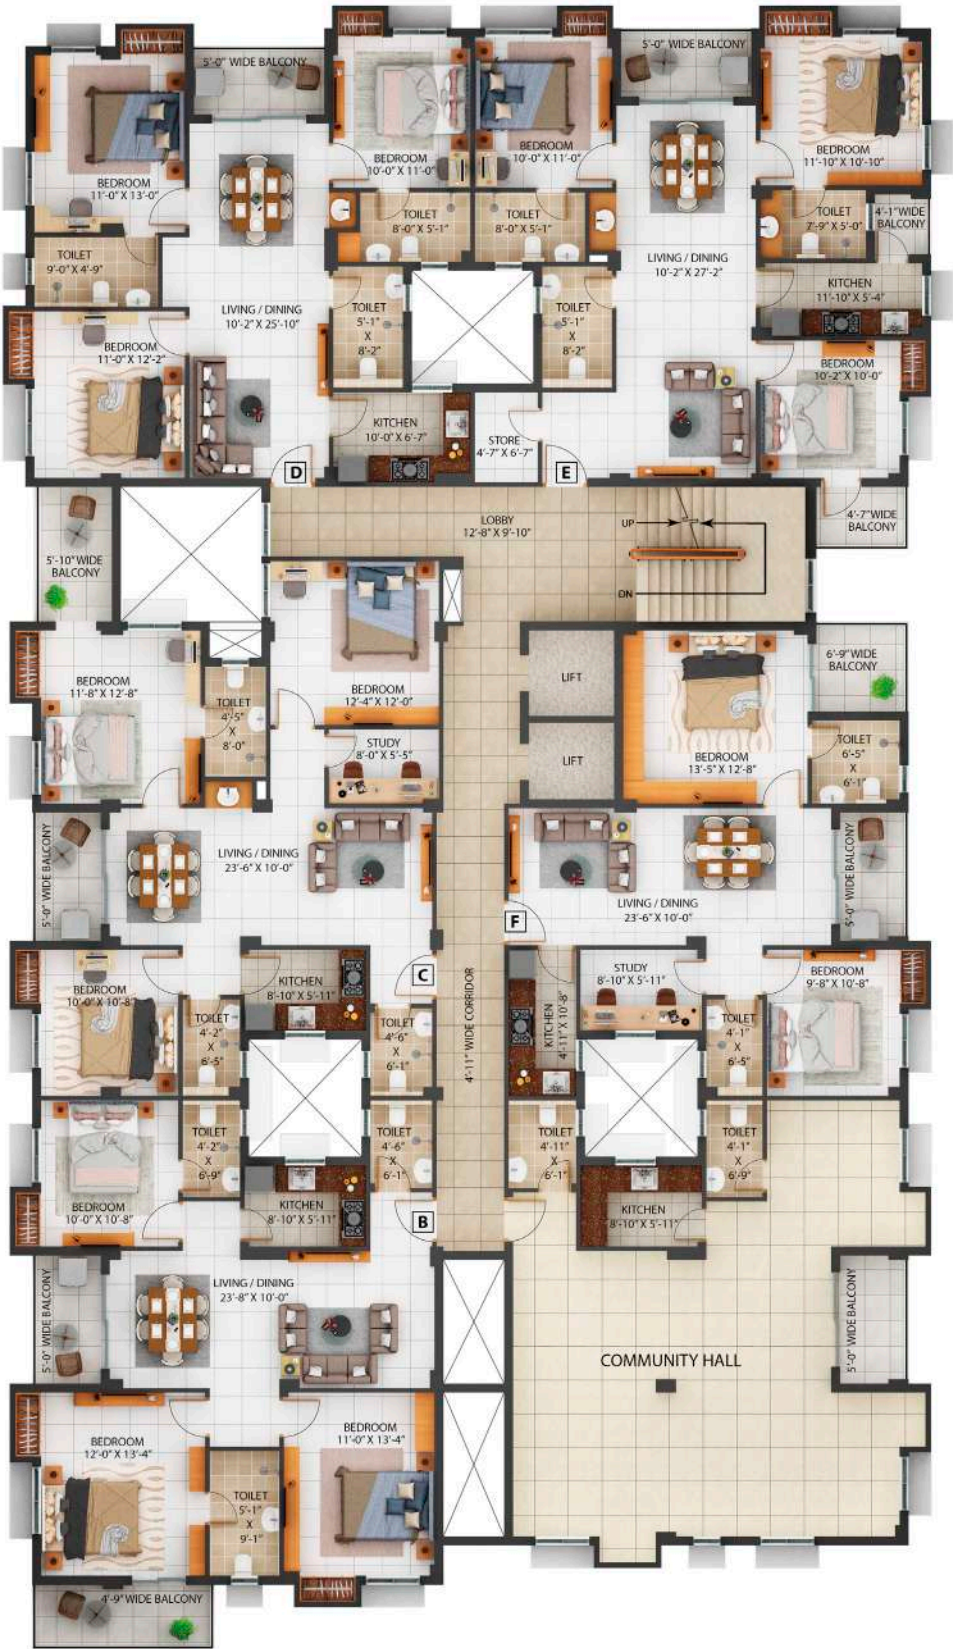 5'-0" WIDE BALCONY
5'-0" WIDE BALCONY
BEDROOM
11'-0" X 13'-0"
BEDROOM
10'-0" X 11'-0"
BEDROOM
10'-0" X 11'-0"
BEDROOM
11'-10" X 10'-10"
TOILET
8'-0" X 5'-1"
TOILET
8'-0" X 5'-1"
TOILET
7'-9" X 5'-0"
4'-1" WIDE
BALCONY
TOILET
9'-0" X 4'-9"
LIVING / DINING
10'-2" X 25'-10"
TOILET
5'-1"
X
8'-2"
TOILET
5'-1"
X
8'-2"
LIVING / DINING
10'-2" X 27'-2"
KITCHEN
11'-10" X 5'-4"
BEDROOM
11'-0" X 12'-2"
BEDROOM
10'-2" X 10'-0"
KITCHEN
10'-0" X 6'-7"
STORE
4'-7" X 6'-7"
D
E
LOBBY
12'-8" X 9'-10"
UP
DN
4'-7" WIDE
BALCONY
5'-10" WIDE
BALCONY
BEDROOM
11'-8" X 12'-8"
TOILET
4'-5"
X
8'-0"
BEDROOM
12'-4" X 12'-0"
STUDY
8'-0" X 5'-5"
LIFT
LIFT
BEDROOM
13'-5" X 12'-8"
6'-9" WIDE
BALCONY
TOILET
6'-5"
X
6'-1"
5'-0" WIDE BALCONY
LIVING / DINING
23'-6" X 10'-0"
LIVING / DINING
23'-6" X 10'-0"
5'-0" WIDE BALCONY
F
C
4'-11" WIDE CORRIDOR
BEDROOM
10'-0" X 10'-8"
KITCHEN
8'-10" X 5'-11"
TOILET
4'-2"
X
6'-5"
TOILET
4'-6"
X
6'-1"
KITCHEN
4'-11" X 10'-8"
STUDY
8'-10" X 5'-11"
TOILET
4'-1"
X
6'-5"
BEDROOM
9'-8" X 10'-8"
TOILET
4'-2"
X
6'-9"
TOILET
4'-6"
X
6'-1"
TOILET
4'-11"
X
6'-1"
TOILET
4'-1"
X
6'-9"
BEDROOM
10'-0" X 10'-8"
KITCHEN
8'-10" X 5'-11"
B
KITCHEN
8'-10" X 5'-11"
5'-0" WIDE BALCONY
LIVING / DINING
23'-8" X 10'-0"
COMMUNITY HALL
5'-0" WIDE BALCONY
BEDROOM
12'-0" X 13'-4"
BEDROOM
11'-0" X 13'-4"
TOILET
5'-1"
X
9'-1"
4'-9" WIDE BALCONY